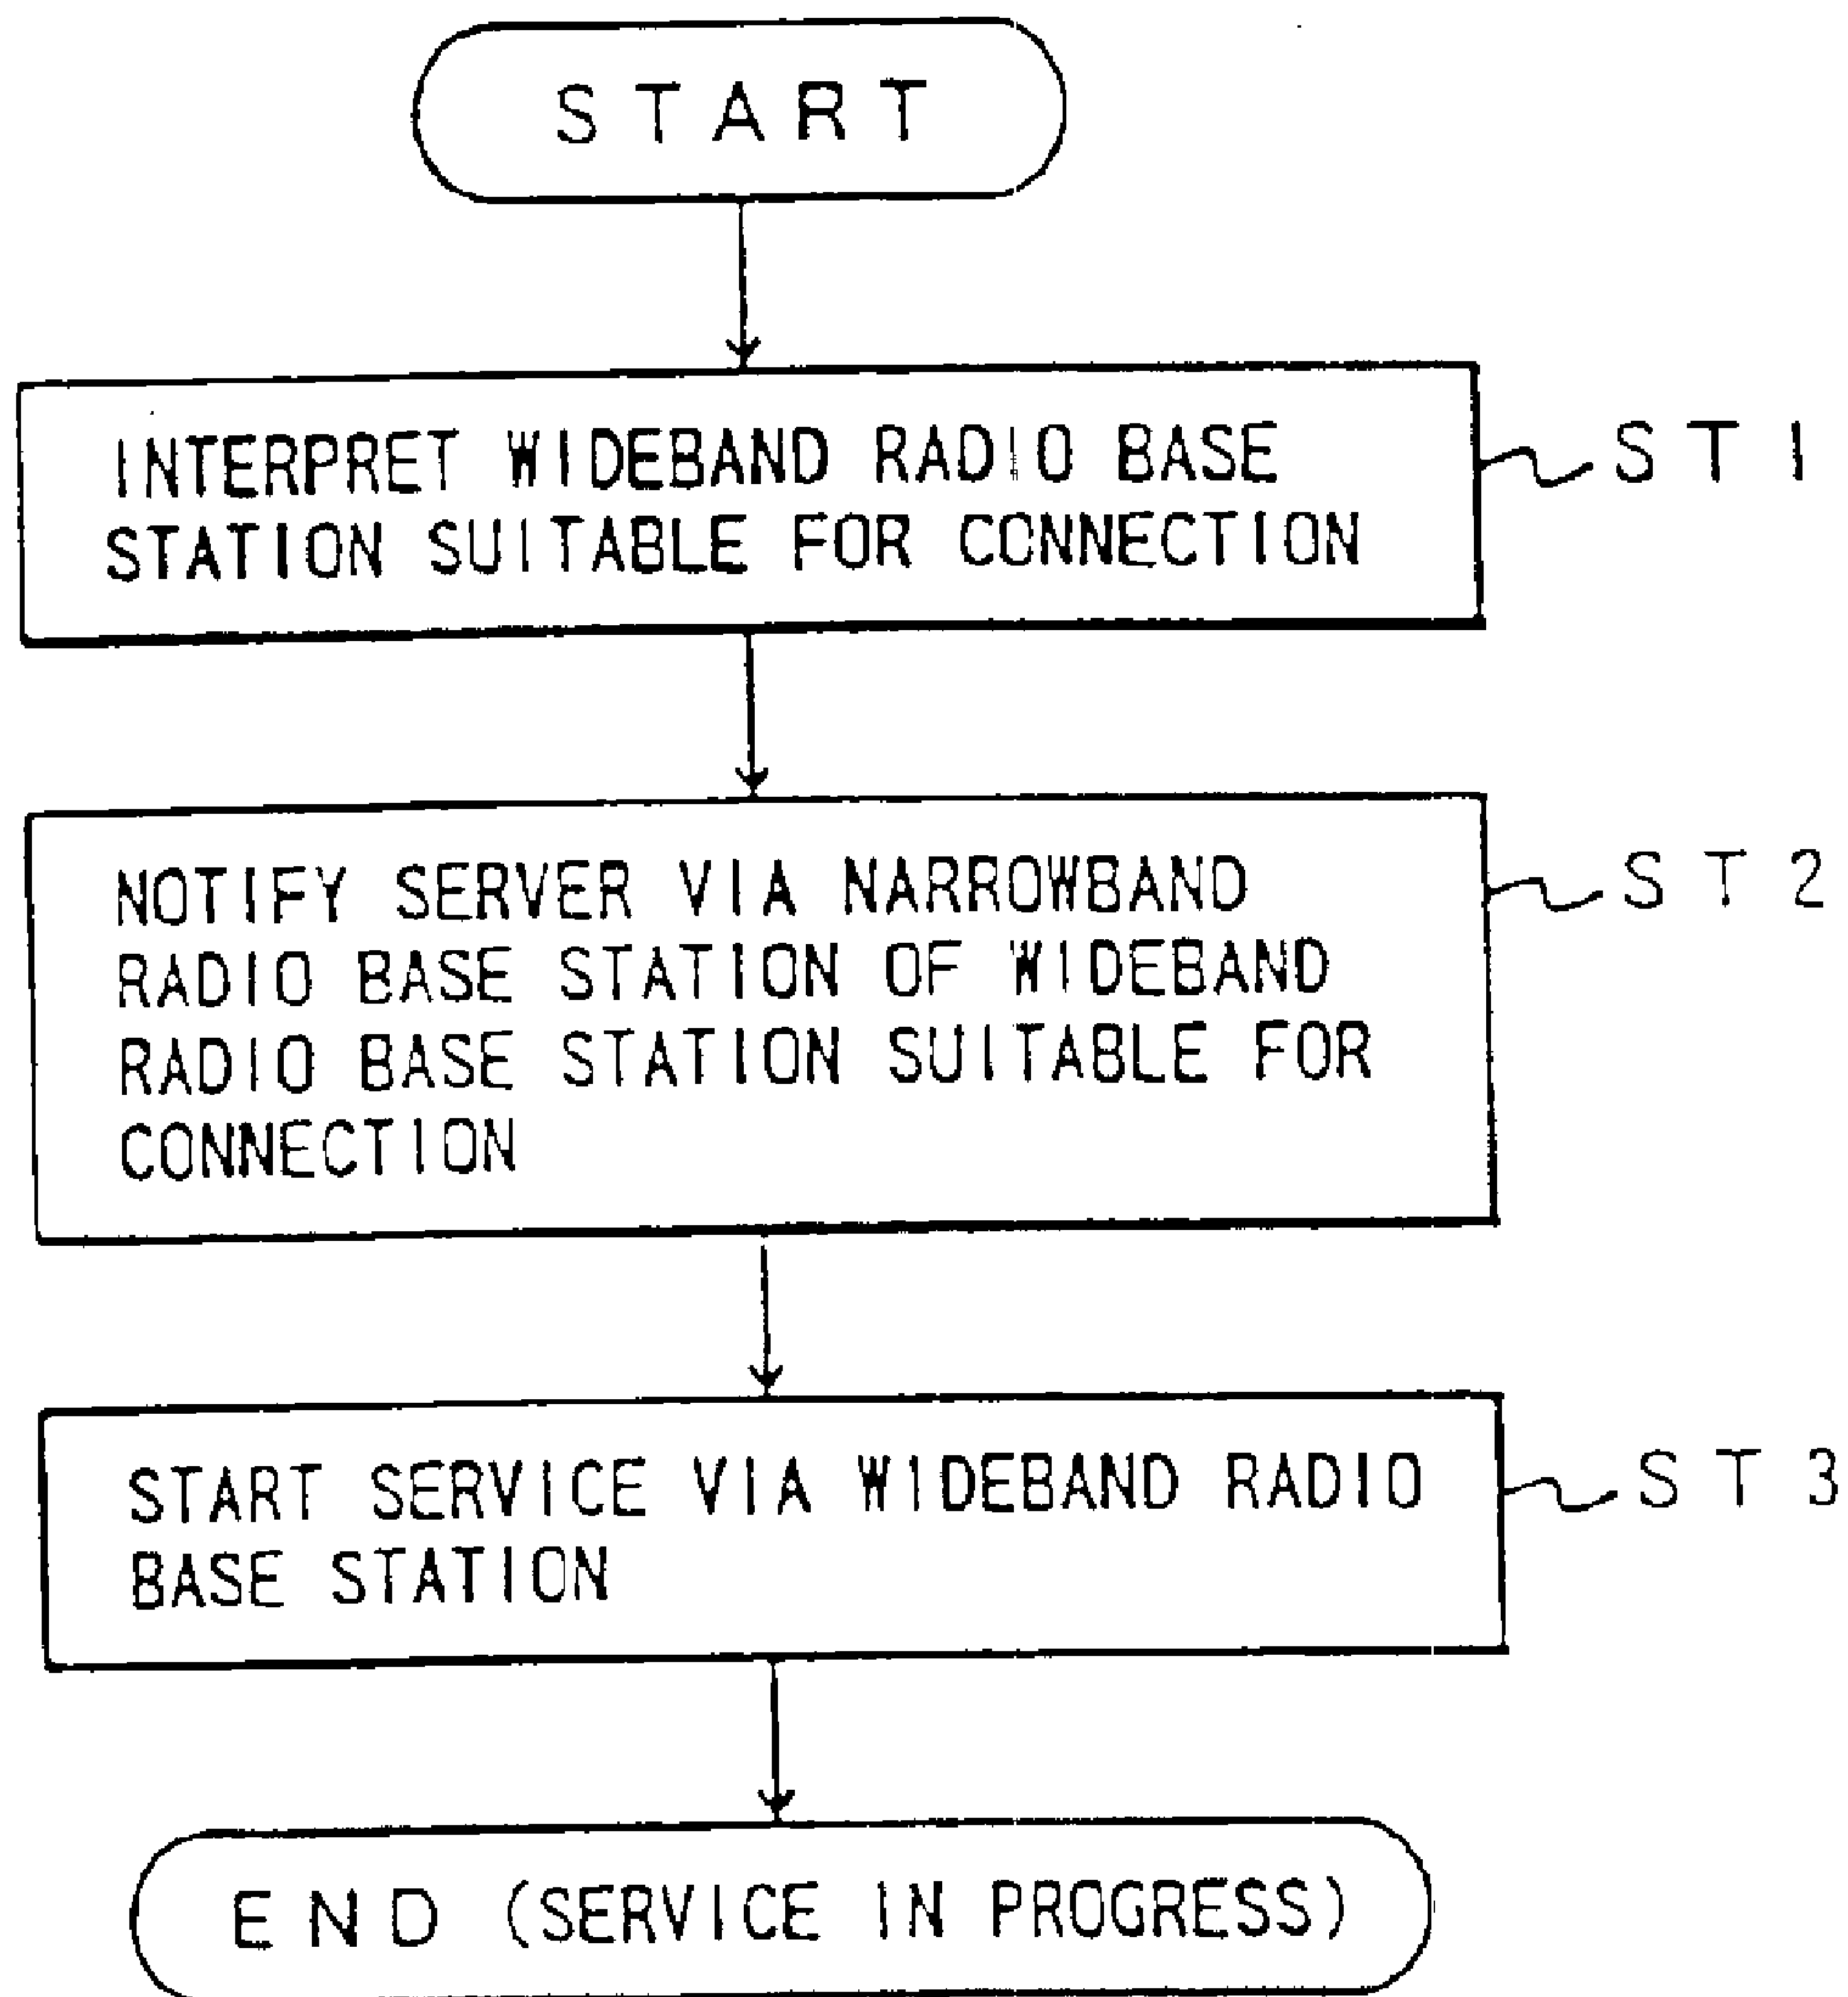 START
INTERPRET WIDEBAND RADIO BASE
STATION SUITABLE FOR CONNECTION
ST1
NOTIFY SERVER VIA NARROWBAND
RADIO BASE STATION OF WIDEBAND
RADIO BASE STATION SUITABLE FOR
CONNECTION
ST2
START SERVICE VIA WIDEBAND RADIO
BASE STATION
ST3
END (SERVICE IN PROGRESS)